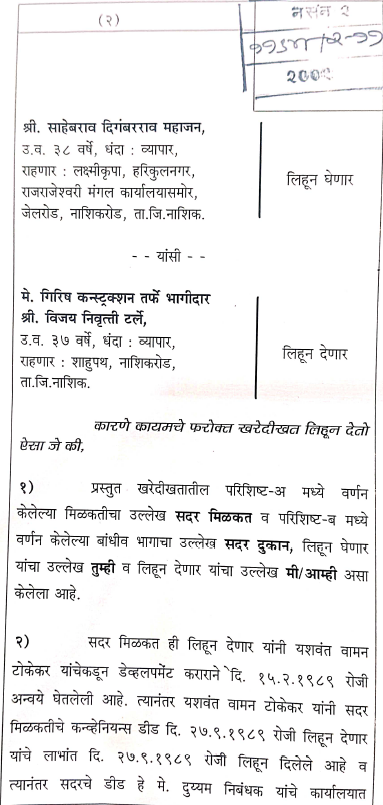 (२)
नसन २
२००९
श्री. साहेबराव दिगंबरराव महाजन,
उ.व. ३८ वर्षे, धंदा : व्यापार,
राहणार : लक्ष्मीकृपा, हरिकुलनगर,
राजराजेश्वरी मंगल कार्यालयासमोर,
जेलरोड, नाशिकरोड, ता.जि.नाशिक.
लिहून घेणार
- - यांसी - -
मे. गिरिष कन्स्ट्रक्शन तर्फे भागीदार
श्री. विजय निवृत्ती टर्ले,
उ.व. ३७ वर्षे, धंदा : व्यापार,
राहणार : शाहुपथ, नाशिकरोड,
ता.जि.नाशिक.
लिहून देणार
कारणे कायमचे फरोक्त खरेदीखत लिहून देतो
ऐसा जे की,
१) प्रस्तुत खरेदीखतातील परिशिष्ट-अ मध्ये वर्णन
केलेल्या मिळकतीचा उल्लेख सदर मिळकत व परिशिष्ट-ब मध्ये
वर्णन केलेल्या बांधीव भागाचा उल्लेख सदर दुकान, लिहून घेणार
यांचा उल्लेख तुम्ही व लिहून देणार यांचा उल्लेख मी/आम्ही असा
केलेला आहे.
२) सदर मिळकत ही लिहून देणार यांनी यशवंत वामन
टोकेकर यांचेकडून डेव्हलपमेंट कराराने दि. १५.२.१९८९ रोजी
अन्वये घेतलेली आहे. त्यानंतर यशवंत वामन टोकेकर यांनी सदर
मिळकतीचे कन्व्हेनियन्स डीड दि. २७.९.१९८९ रोजी लिहून देणार
यांचे लाभांत दि. २७.९.१९८९ रोजी लिहून दिलेले आहे व
त्यानंतर सदरचे डीड हे मे. दुय्यम निबंधक यांचे कार्यालयात